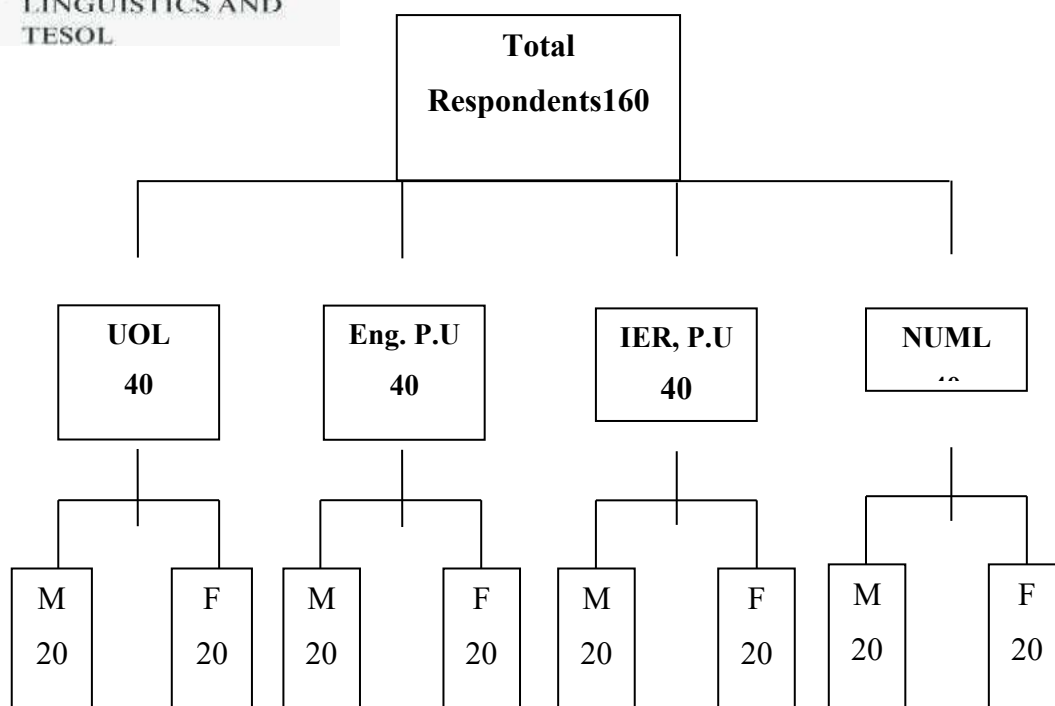 LINGUISTICS AND
TESOL
Total
Respondents160
UOL
40
Eng. P.U
40
IER, P.U
40
NUML
M
20
F
20
M
20
F
20
M
20
F
20
M
20
F
20